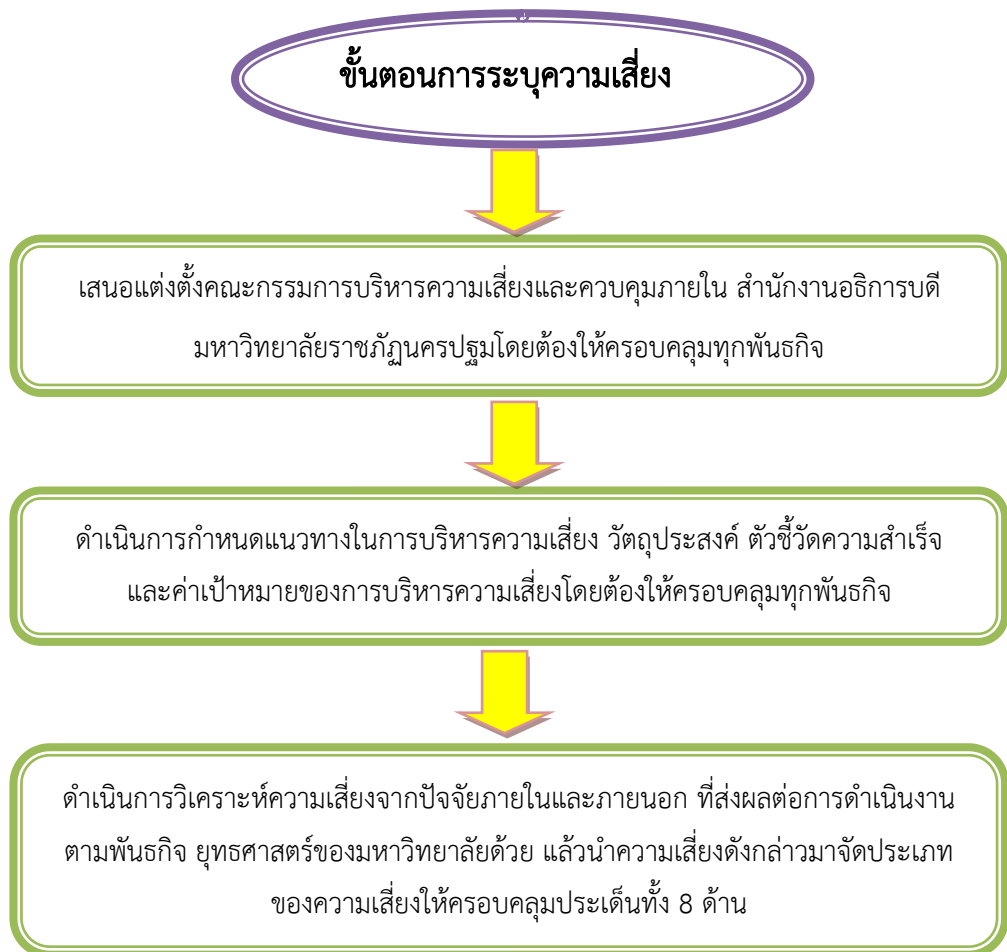 ขั้นตอนการระบุความเสี่ยง
เสนอแต่งตั้งคณะกรรมการบริหารความเสี่ยงและควบคุมภายใน สำนักงานอธิการบดี
มหาวิทยาลัยราชภัฏนครปฐมโดยต้องให้ครอบคลุมทุกพันธกิจ
ดำเนินการกำหนดแนวทางในการบริหารความเสี่ยง วัตถุประสงค์ ตัวชี้วัดความสำเร็จ
และค่าเป้าหมายของการบริหารความเสี่ยงโดยต้องให้ครอบคลุมทุกพันธกิจ
ดำเนินการวิเคราะห์ความเสี่ยงจากปัจจัยภายในและภายนอก ที่ส่งผลต่อการดำเนินงาน
ตามพันธกิจ ยุทธศาสตร์ของมหาวิทยาลัยด้วย แล้วนำความเสี่ยงดังกล่าวมาจัดประเภท
ของความเสี่ยงให้ครอบคลุมประเด็นทั้ง 8 ด้าน